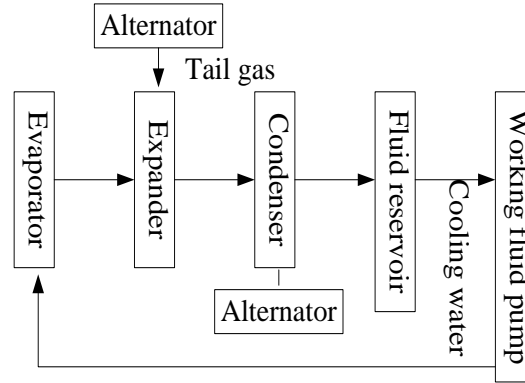 Alternator
Tail gas
Evaporator
Expander
Condenser
Fluid reservoir
Cooling water
Working fluid pump
Alternator